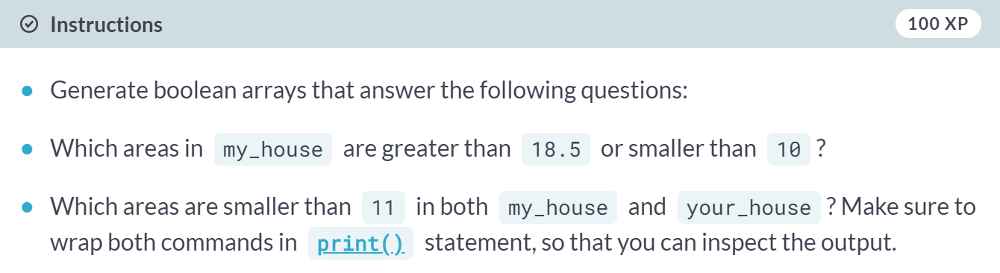 Instructions
100 XP
Generate boolean arrays that answer the following questions:
Which areas in my_house are greater than 18.5 or smaller than 10 ?
Which areas are smaller than 11 in both my_house and your_house ? Make sure to
wrap both commands in print() statement, so that you can inspect the output.